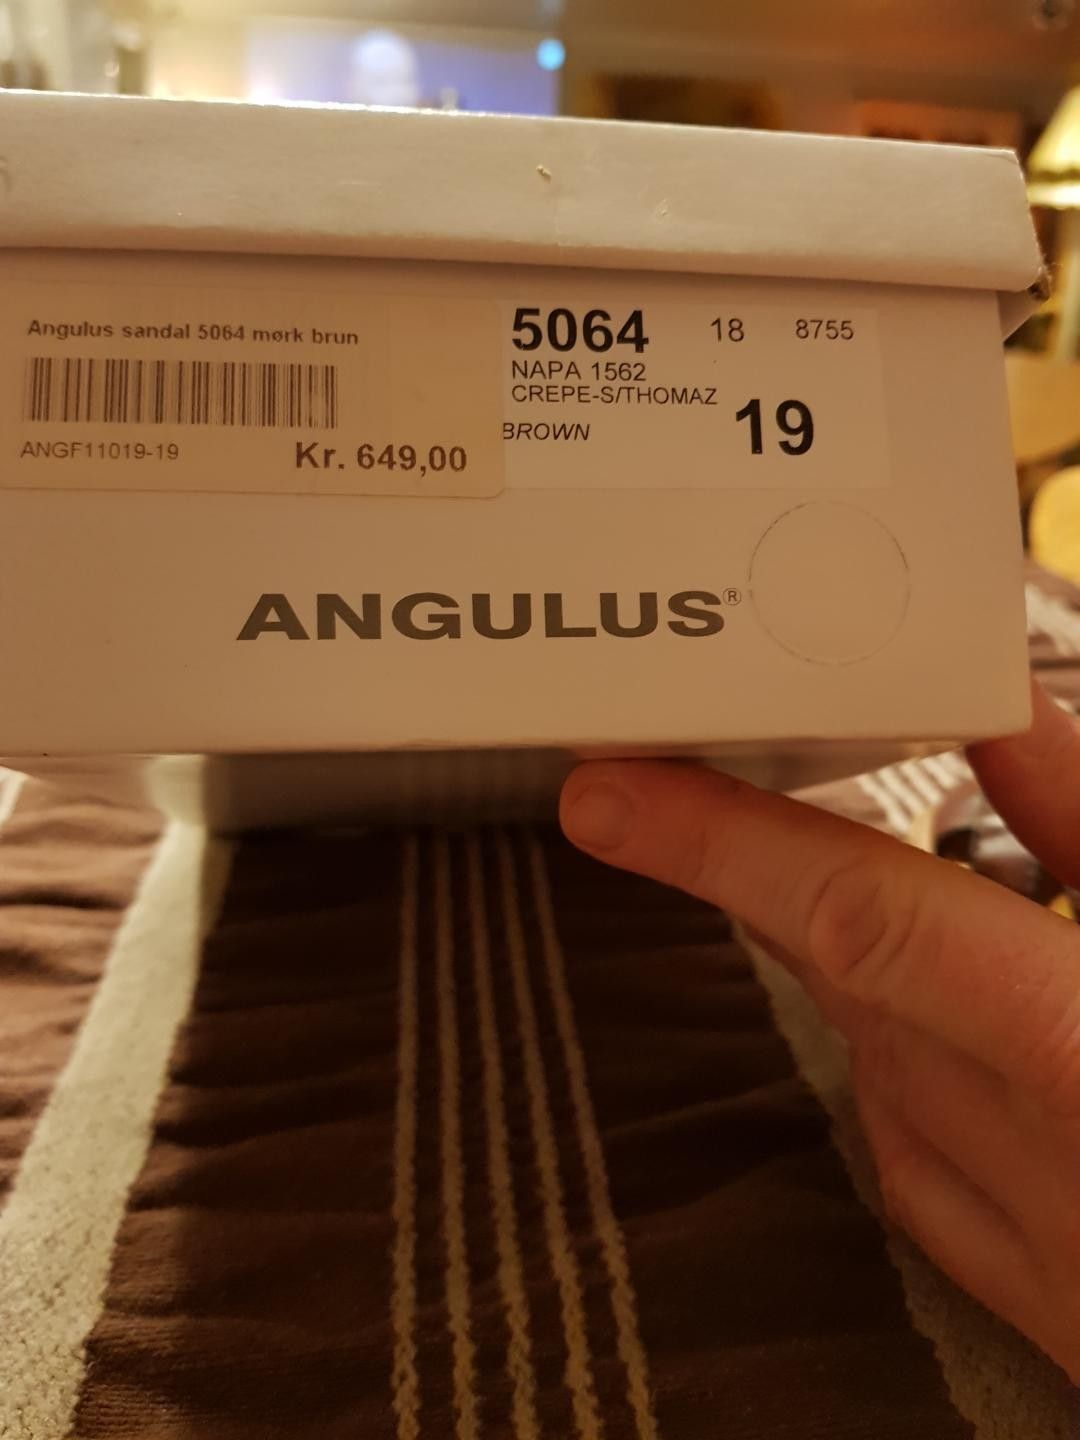 Angulus sandal 5064 mørk brun
ANGF11019-19
Kr. 649,00
5064 18 8755
NAPA 1562
CREPE-S/THOMAZ
BROWN
19
ANGULUS®